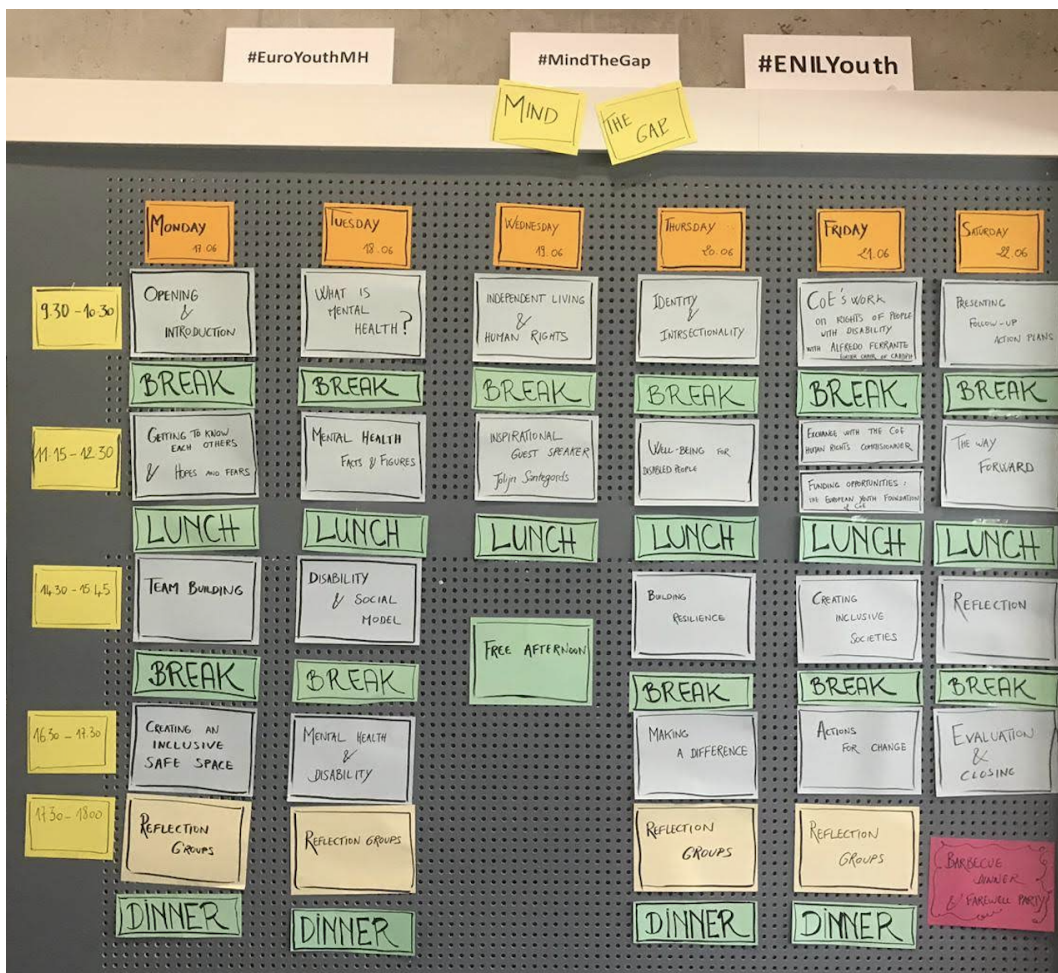 #EuroYouthMH
#MindTheGap
#ENILYouth
MIND
THE
GAP
MONDAY
17.06
TUESDAY
18.06
WEDNESDAY
19.06
THURSDAY
20.06
FRIDAY
21.06
SATURDAY
22.06
9.30 - 10.30
OPENING
&
INTRODUCTION
WHAT IS
MENTAL
HEALTH?
INDEPENDENT LIVING
&
HUMAN RIGHTS
IDENTITY
&
INTRSECTIONALITY
COE'S WORK
ON RIGHTS OF PEOPLE
WITH DISABILITY
WITH ALFREDO FERRANTE
PRESENTING
FOLLOW-UP
ACTION PLANS
BREAK
BREAK
BREAK
BREAK
BREAK
BREAK
11.15 - 12.30
GETTING TO KNOW
EACH OTHERS
& HOPES AND FEARS
MENTAL HEALTH
FACTS & FIGURES
INSPIRATIONAL
GUEST SPEAKER
Jolijn Santegoeds
WELL-BEING FOR
DISABLED PEOPLE
EXCHANGE WITH THE COE
HUMAN RIGHTS COMMISSIONER
FUNDING OPPORTUNITIES:
THE EUROPEAN YOUTH FOUNDATION
COE
THE WAY
FORWARD
LUNCH
LUNCH
LUNCH
LUNCH
LUNCH
LUNCH
14.30 - 15.45
TEAM BUILDING
DISABILITY
& SOCIAL
MODEL
FREE AFTERNOON
BUILDING
RESILIENCE
CREATING
INCLUSIVE
SOCIETIES
REFLECTION
BREAK
BREAK
BREAK
BREAK
BREAK
16.30 - 17.30
CREATING AN
INCLUSIVE
SAFE SPACE
MENTAL HEALTH
&
DISABILITY
MAKING
A DIFFERENCE
ACTIONS
FOR CHANGE
EVALUATION
&
CLOSING
17.30 - 18.00
REFLECTION
GROUPS
REFLECTION GROUPS
REFLECTION
GROUPS
REFLECTION
GROUPS
BARBECUE
DINNER
& FAREWELL PARTY
DINNER
DINNER
DINNER
DINNER